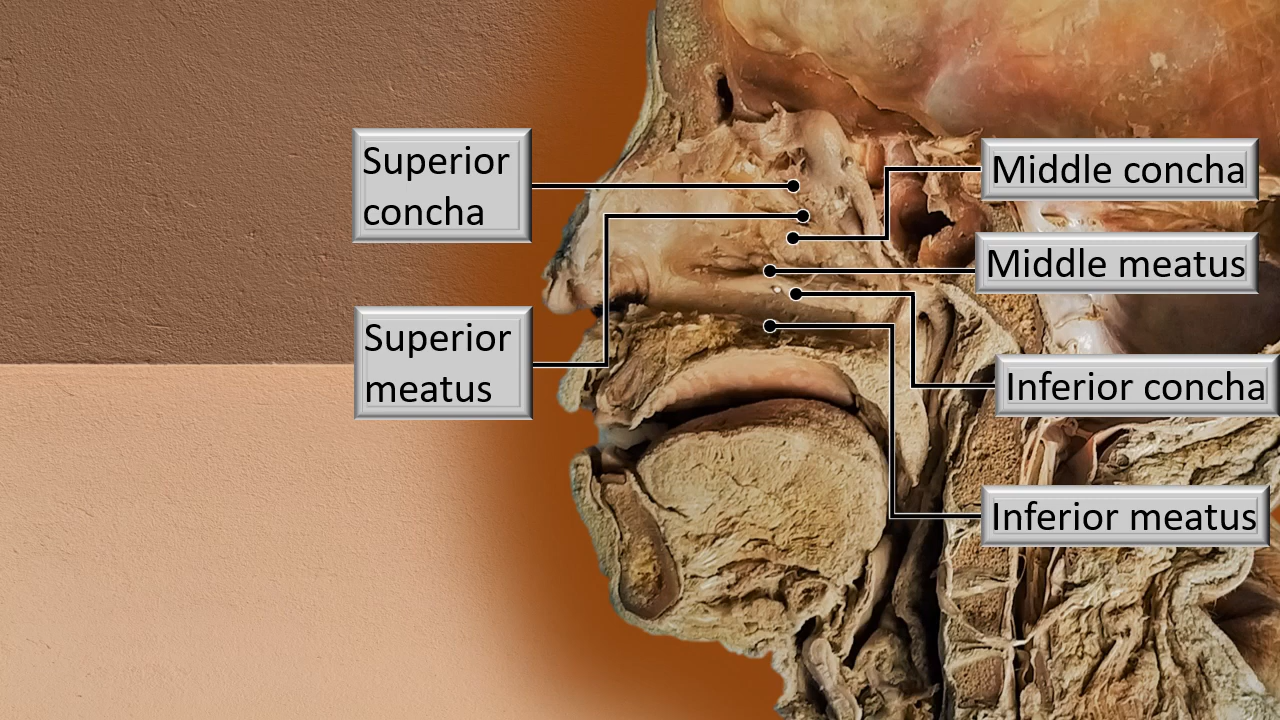 Superior
concha
Superior
meatus
Middle concha
Middle meatus
Inferior concha
Inferior meatus